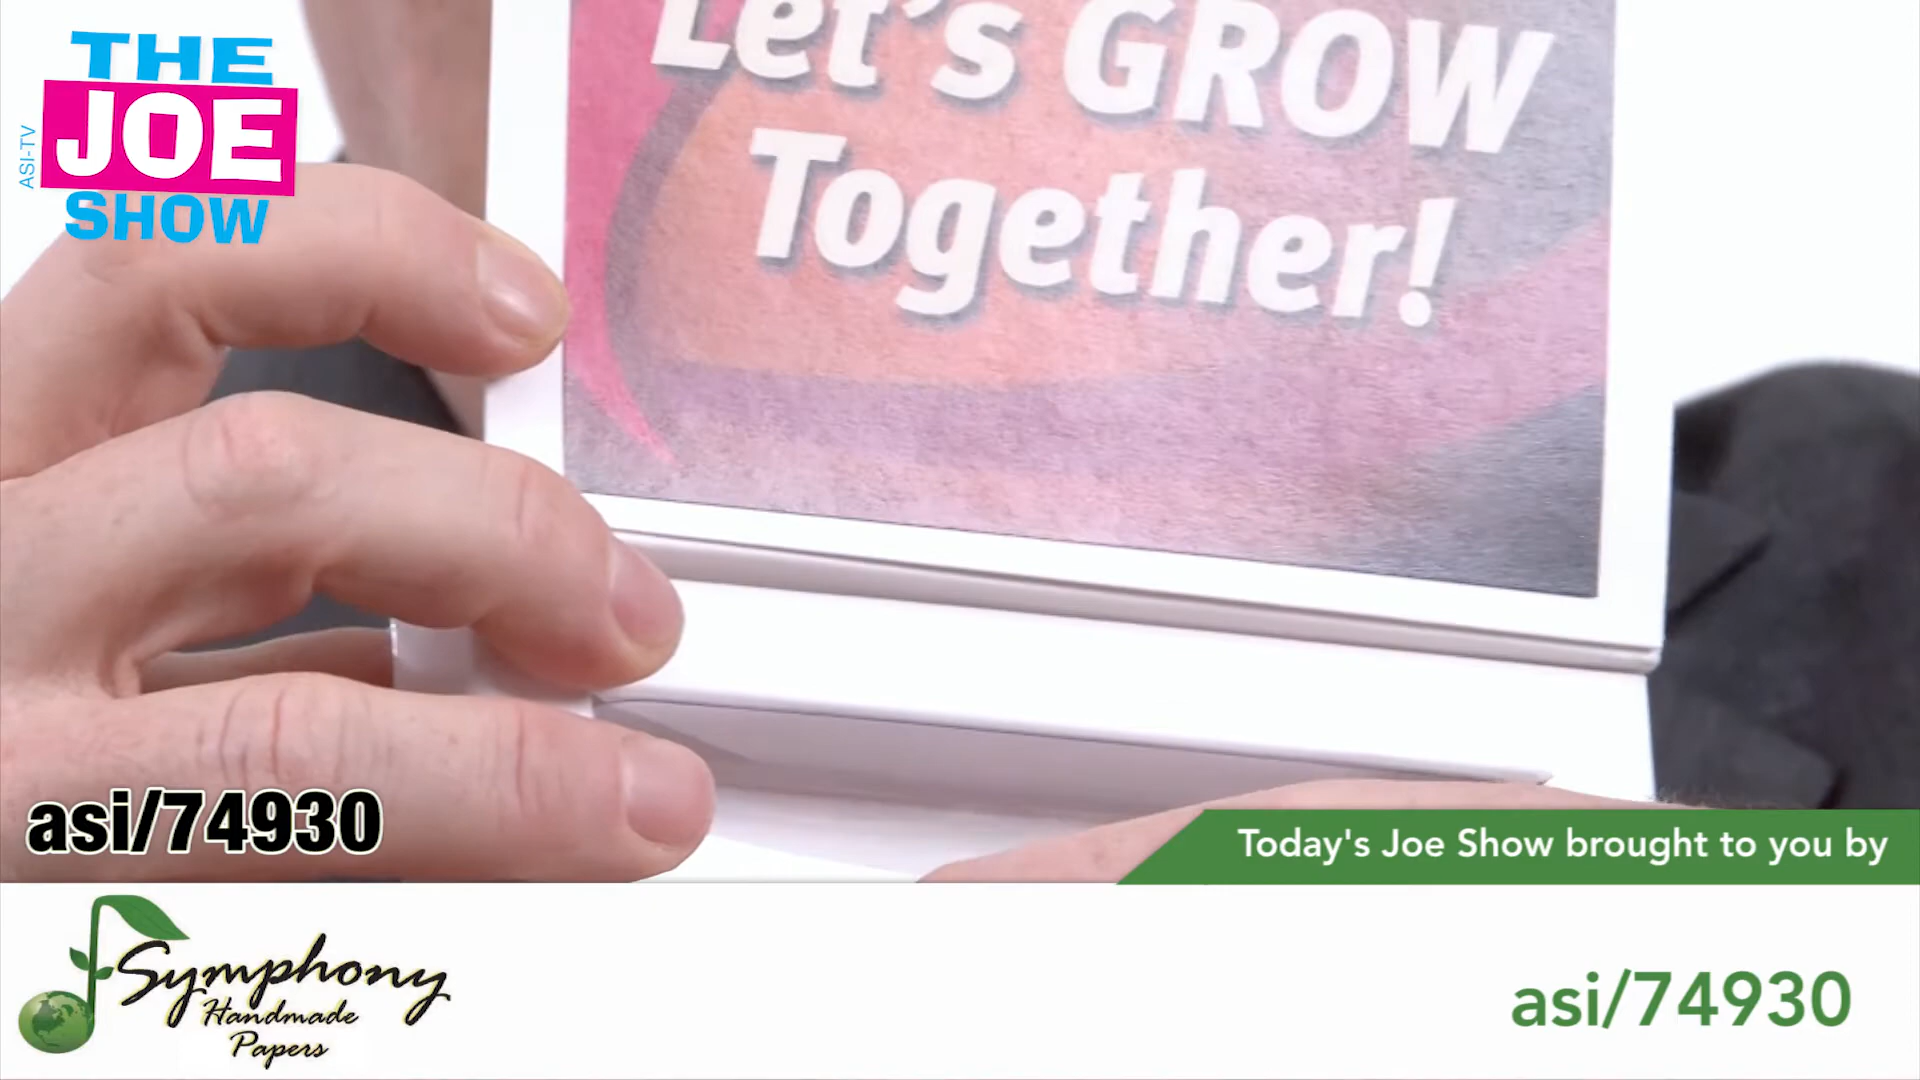 THE
JOE
SHOW
ASI-TV
Let's GROW
Together!
asi/74930
Today's Joe Show brought to you by
Symphony
Handmade
Papers
asi/74930